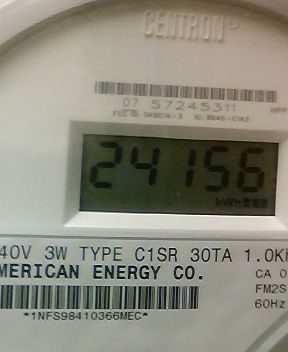 CENTRON®
07 57245311
24156
kWh
40V 3W TYPE C1SR 30TA 1.0K
MERICAN ENERGY CO.
CA 0
FM2S
60Hz
*1NFS98410366MEC*